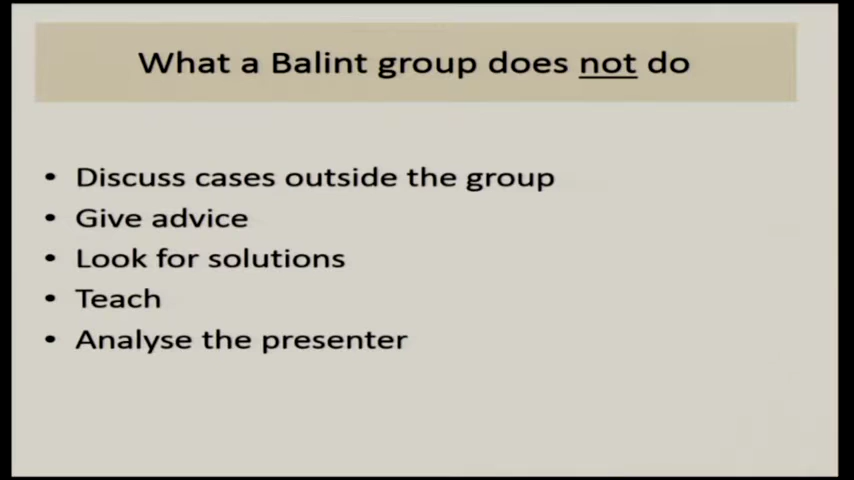 What a Balint group does not do
• Discuss cases outside the group
• Give advice
• Look for solutions
• Teach
• Analyse the presenter